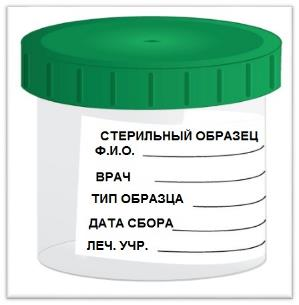 СТЕРИЛЬНЫЙ ОБРАЗЕЦ
Ф.И.О.
ВРАЧ
ТИП ОБРАЗЦА
ДАТА СБОРА
ЛЕЧ. УЧР.